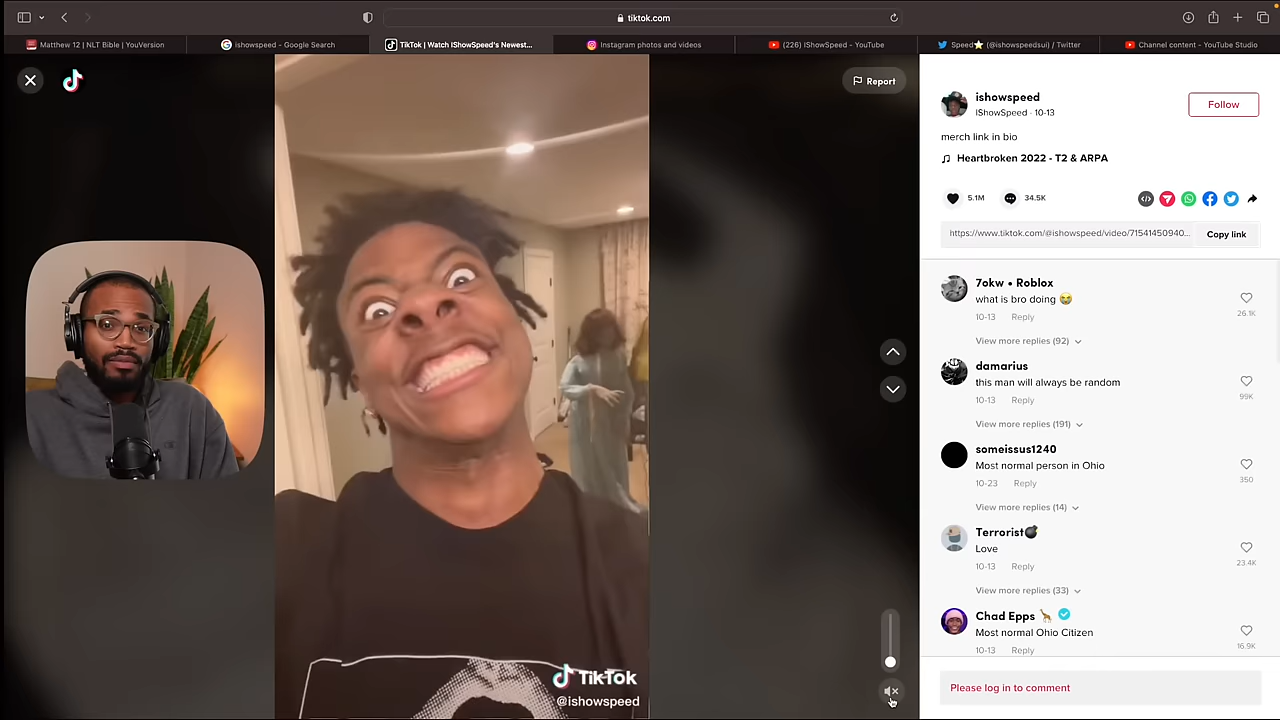 tiktok.com
Matthew 12 | NLT Bible | YouVersion
ishowspeed - Google Search
TikTok | Watch IShowSpeed's Newest...
Instagram photos and videos
(226) IShowSpeed - YouTube
Speed⭐ (@ishowspeedsui) / Twitter
Channel content - YouTube Studio
Report
TikTok
@ishowspeed
ishowspeed
IShowSpeed · 10-13
Follow
merch link in bio
Heartbroken 2022 - T2 & ARPA
5.1M
34.5K
https://www.tiktok.com/@ishowspeed/video/71541450940...
Copy link
7okw • Roblox
what is bro doing 😂
10-13 Reply
26.1K
View more replies (92)
damarius
this man will always be random
10-13 Reply
99K
View more replies (191)
someissus1240
Most normal person in Ohio
10-23 Reply
350
View more replies (14)
Terrorist💣
Love
10-13 Reply
23.4K
View more replies (33)
Chad Epps 🦒
Most normal Ohio Citizen
10-13 Reply
16.9K
Please log in to comment